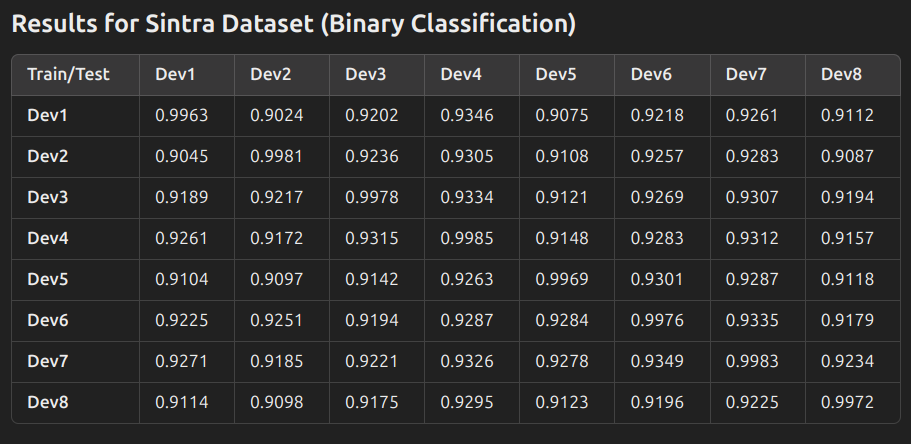 Results for Sintra Dataset (Binary Classification)
Train/Test Dev1 Dev2 Dev3 Dev4 Dev5 Dev6 Dev7 Dev8
Dev1 0.9963 0.9024 0.9202 0.9346 0.9075 0.9218 0.9261 0.9112
Dev2 0.9045 0.9981 0.9236 0.9305 0.9108 0.9257 0.9283 0.9087
Dev3 0.9189 0.9217 0.9978 0.9334 0.9121 0.9269 0.9307 0.9194
Dev4 0.9261 0.9172 0.9315 0.9985 0.9148 0.9283 0.9312 0.9157
Dev5 0.9104 0.9097 0.9142 0.9263 0.9969 0.9301 0.9287 0.9118
Dev6 0.9225 0.9251 0.9194 0.9287 0.9284 0.9976 0.9335 0.9179
Dev7 0.9271 0.9185 0.9221 0.9326 0.9278 0.9349 0.9983 0.9234
Dev8 0.9114 0.9098 0.9175 0.9295 0.9123 0.9196 0.9225 0.9972